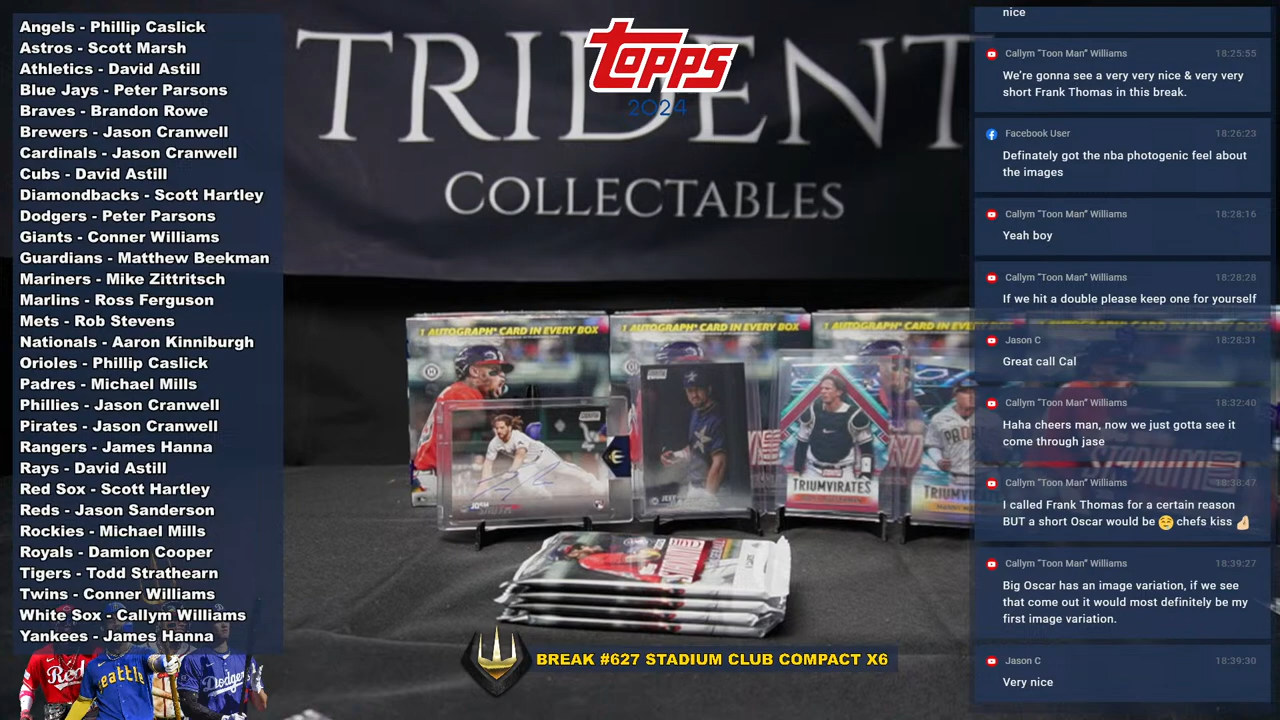 Angels - Phillip Caslick
Astros - Scott Marsh
Athletics - David Astill
Blue Jays - Peter Parsons
Braves - Brandon Rowe
Brewers - Jason Cranwell
Cardinals - Jason Cranwell
Cubs - David Astill
Diamondbacks - Scott Hartley
Dodgers - Peter Parsons
Giants - Conner Williams
Guardians - Matthew Beekman
Mariners - Mike Zittritsch
Marlins - Ross Ferguson
Mets - Rob Stevens
Nationals - Aaron Kinniburgh
Orioles - Phillip Caslick
Padres - Michael Mills
Phillies - Jason Cranwell
Pirates - Jason Cranwell
Rangers - James Hanna
Rays - David Astill
Red Sox - Scott Hartley
Reds - Jason Anderson
Rockies - Michael Mills
Royals - Damion Cooper
Tigers - Todd Strathearn
Twins - Conner Williams
White Sox - Callym Williams
Yankees - James Hanna
Reds
seattle
Dodgers
TRIDENT
COLLECTABLES
topps
2024
1 AUTOGRAPH* CARD IN EVERY BOX
1 AUTOGRAPH* CARD IN EVERY BOX
1 AUTOGRAPH* CARD IN EVERY BOX
TRIUMVIRATES
TRIUMVIRATES
BREAK #627 STADIUM CLUB COMPACT X6
nice
Callym “Toon Man” Williams 18:25:55
We’re gonna see a very very nice & very very
short Frank Thomas in this break.
Facebook User 18:26:23
Definately got the nba photogenic feel about
the images
Callym “Toon Man” Williams 18:28:16
Yeah boy
Callym “Toon Man” Williams 18:28:28
If we hit a double please keep one for yourself
Jason C 18:28:31
Great call Cal
Callym “Toon Man” Williams 18:32:40
Haha cheers man, now we just gotta see it
come through jase
Callym “Toon Man” Williams 18:38:47
I called Frank Thomas for a certain reason
BUT a short Oscar would be ☺️ chefs kiss 🤌🏻
Callym “Toon Man” Williams 18:39:27
Big Oscar has an image variation, if we see
that come out it would most definitely be my
first image variation.
Jason C 18:39:30
Very nice